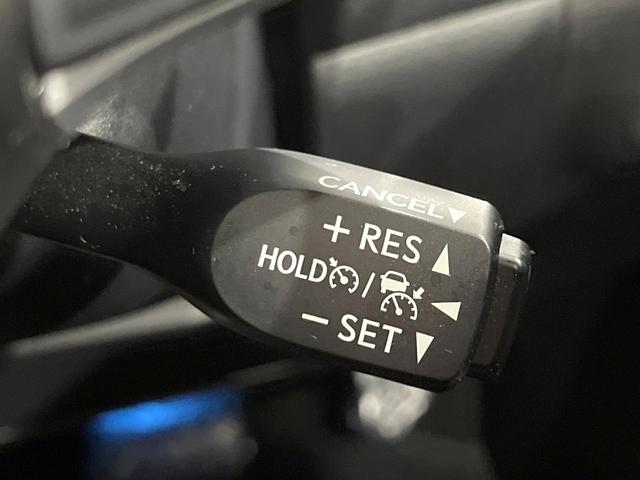 CANCEL▼
+ RES ▲
HOLD / ◀
− SET ▼